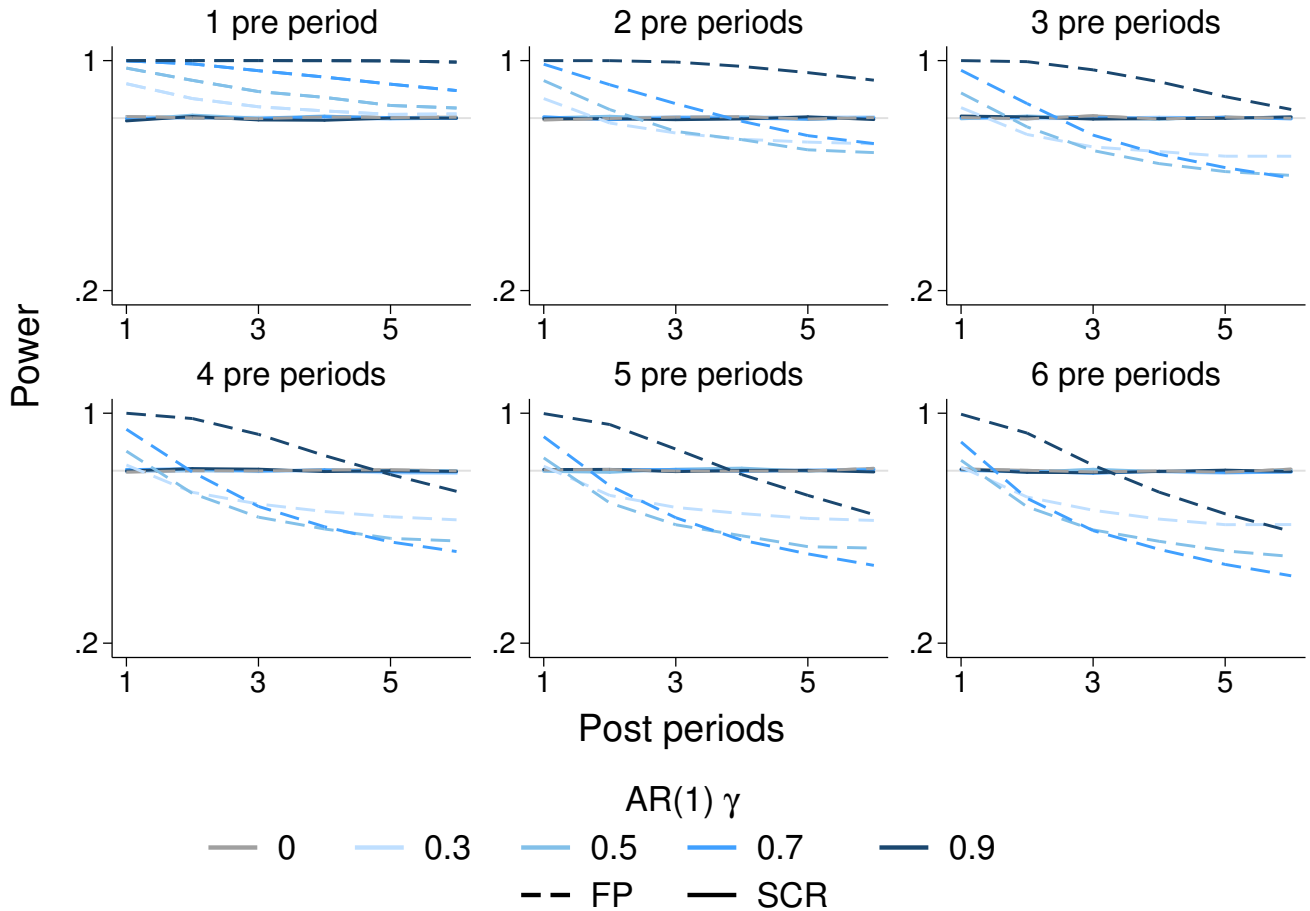 1 pre period
2 pre periods
3 pre periods
1
.2
1 3 5
1
.2
1 3 5
1
.2
1 3 5
Power
4 pre periods
5 pre periods
6 pre periods
1
.2
1 3 5
1
.2
1 3 5
1
.2
1 3 5
Post periods
AR(1) γ
0 0.3 0.5 0.7 0.9
FP SCR